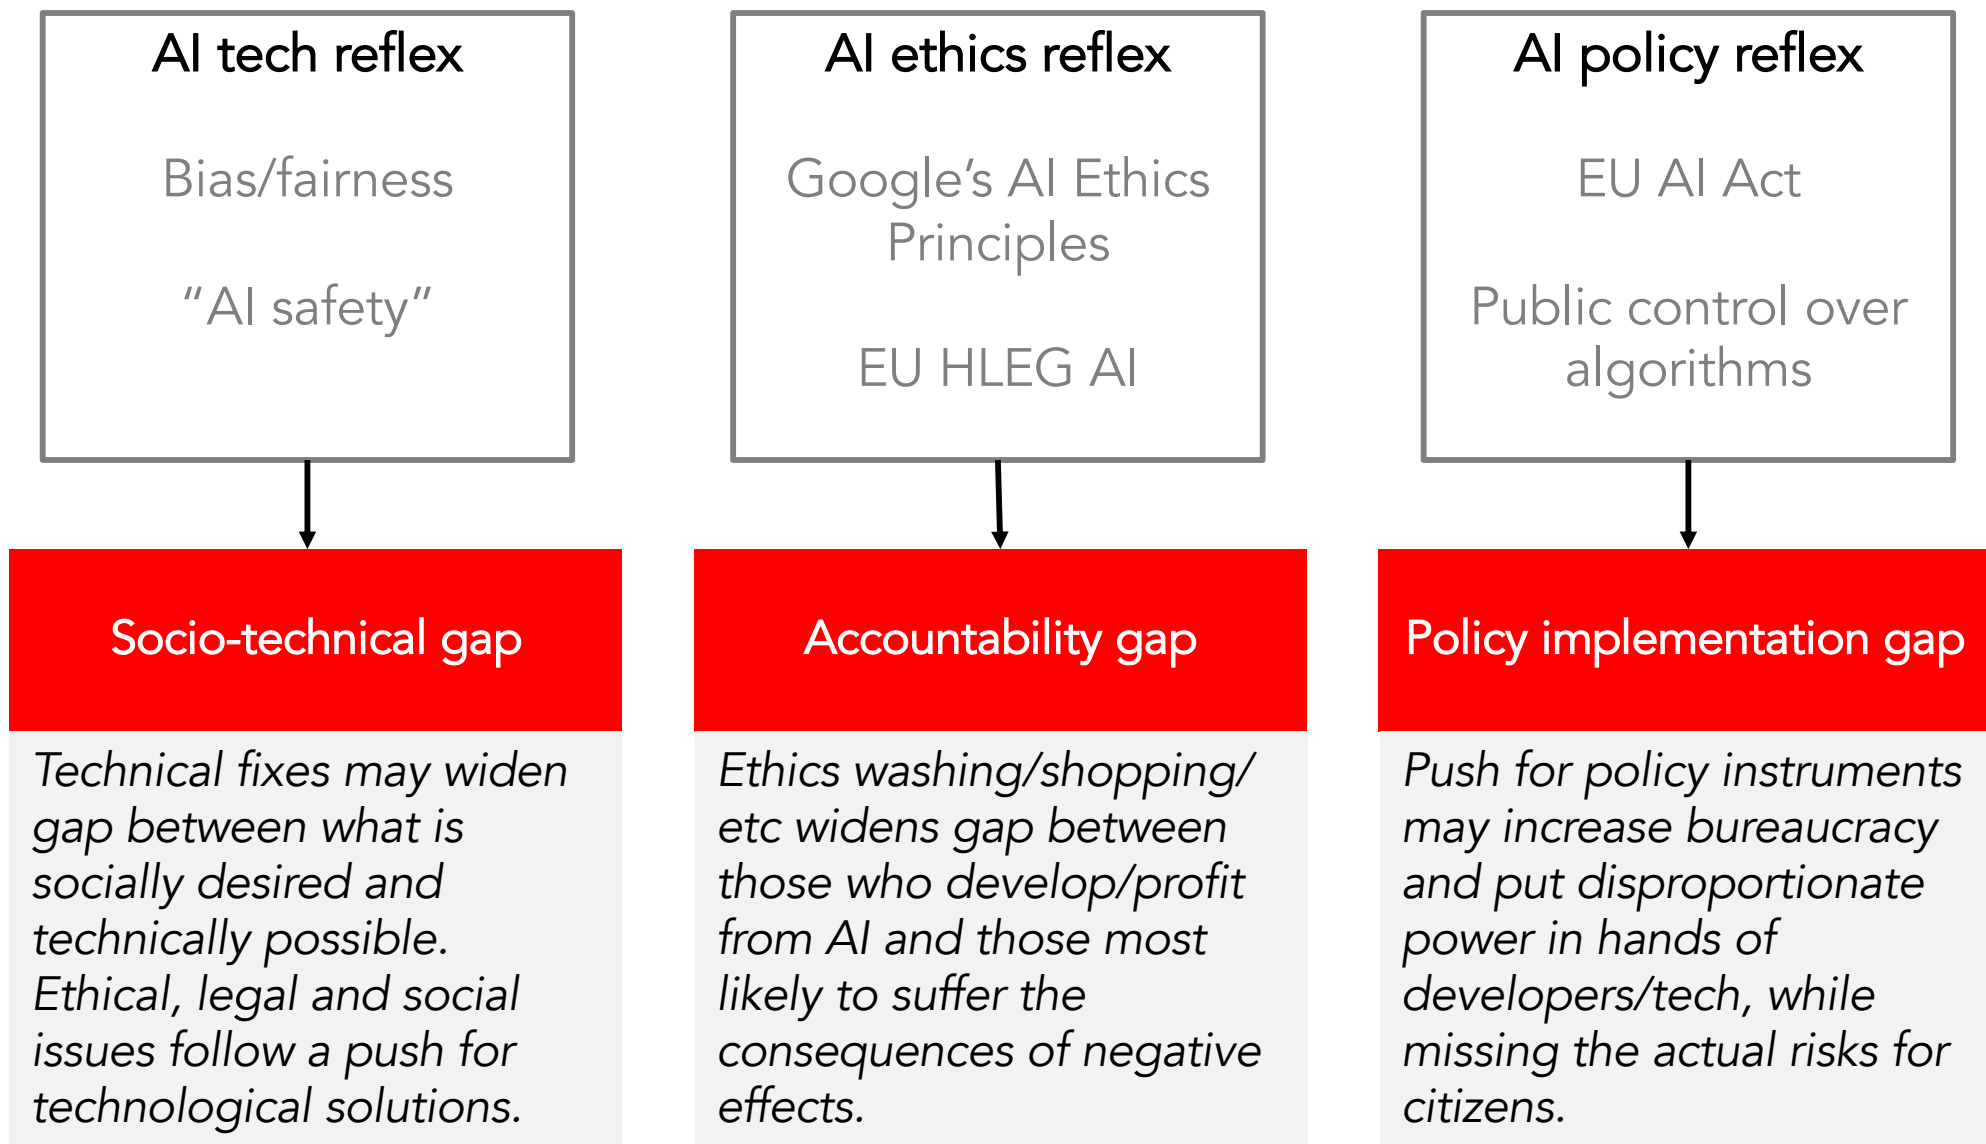 AI tech reflex
Bias/fairness
“AI safety”
Socio-technical gap
Technical fixes may widen
gap between what is
socially desired and
technically possible.
Ethical, legal and social
issues follow a push for
technological solutions.
AI ethics reflex
Google’s AI Ethics
Principles
EU HLEG AI
Accountability gap
Ethics washing/shopping/
etc widens gap between
those who develop/profit
from AI and those most
likely to suffer the
consequences of negative
effects.
AI policy reflex
EU AI Act
Public control over
algorithms
Policy implementation gap
Push for policy instruments
may increase bureaucracy
and put disproportionate
power in hands of
developers/tech, while
missing the actual risks for
citizens.